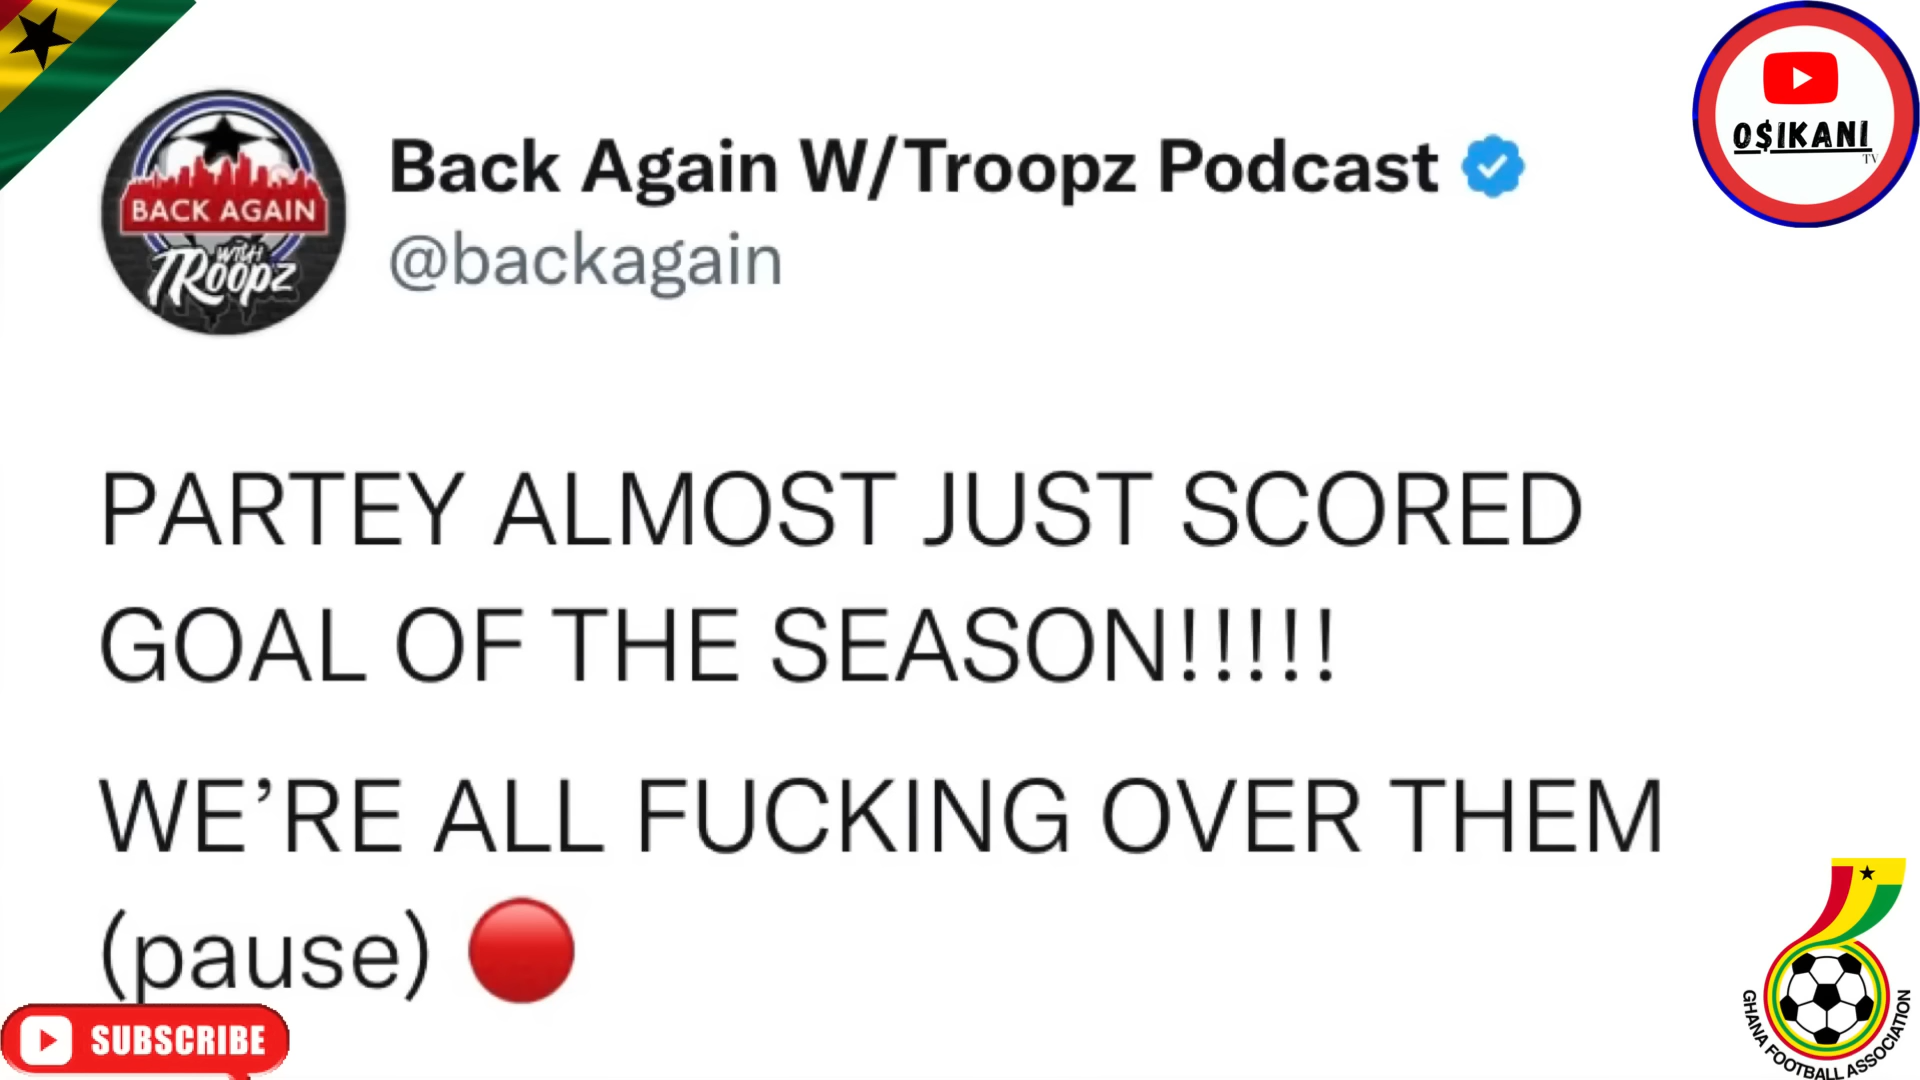 BACK AGAIN
WITH
TROOPZ
Back Again W/Troopz Podcast
@backagain
O$IKANI
TV
PARTEY ALMOST JUST SCORED
GOAL OF THE SEASON!!!!!
WE’RE ALL FUCKING OVER THEM
(pause) 🔴
SUBSCRIBE
GHANA FOOTBALL ASSOCIATION